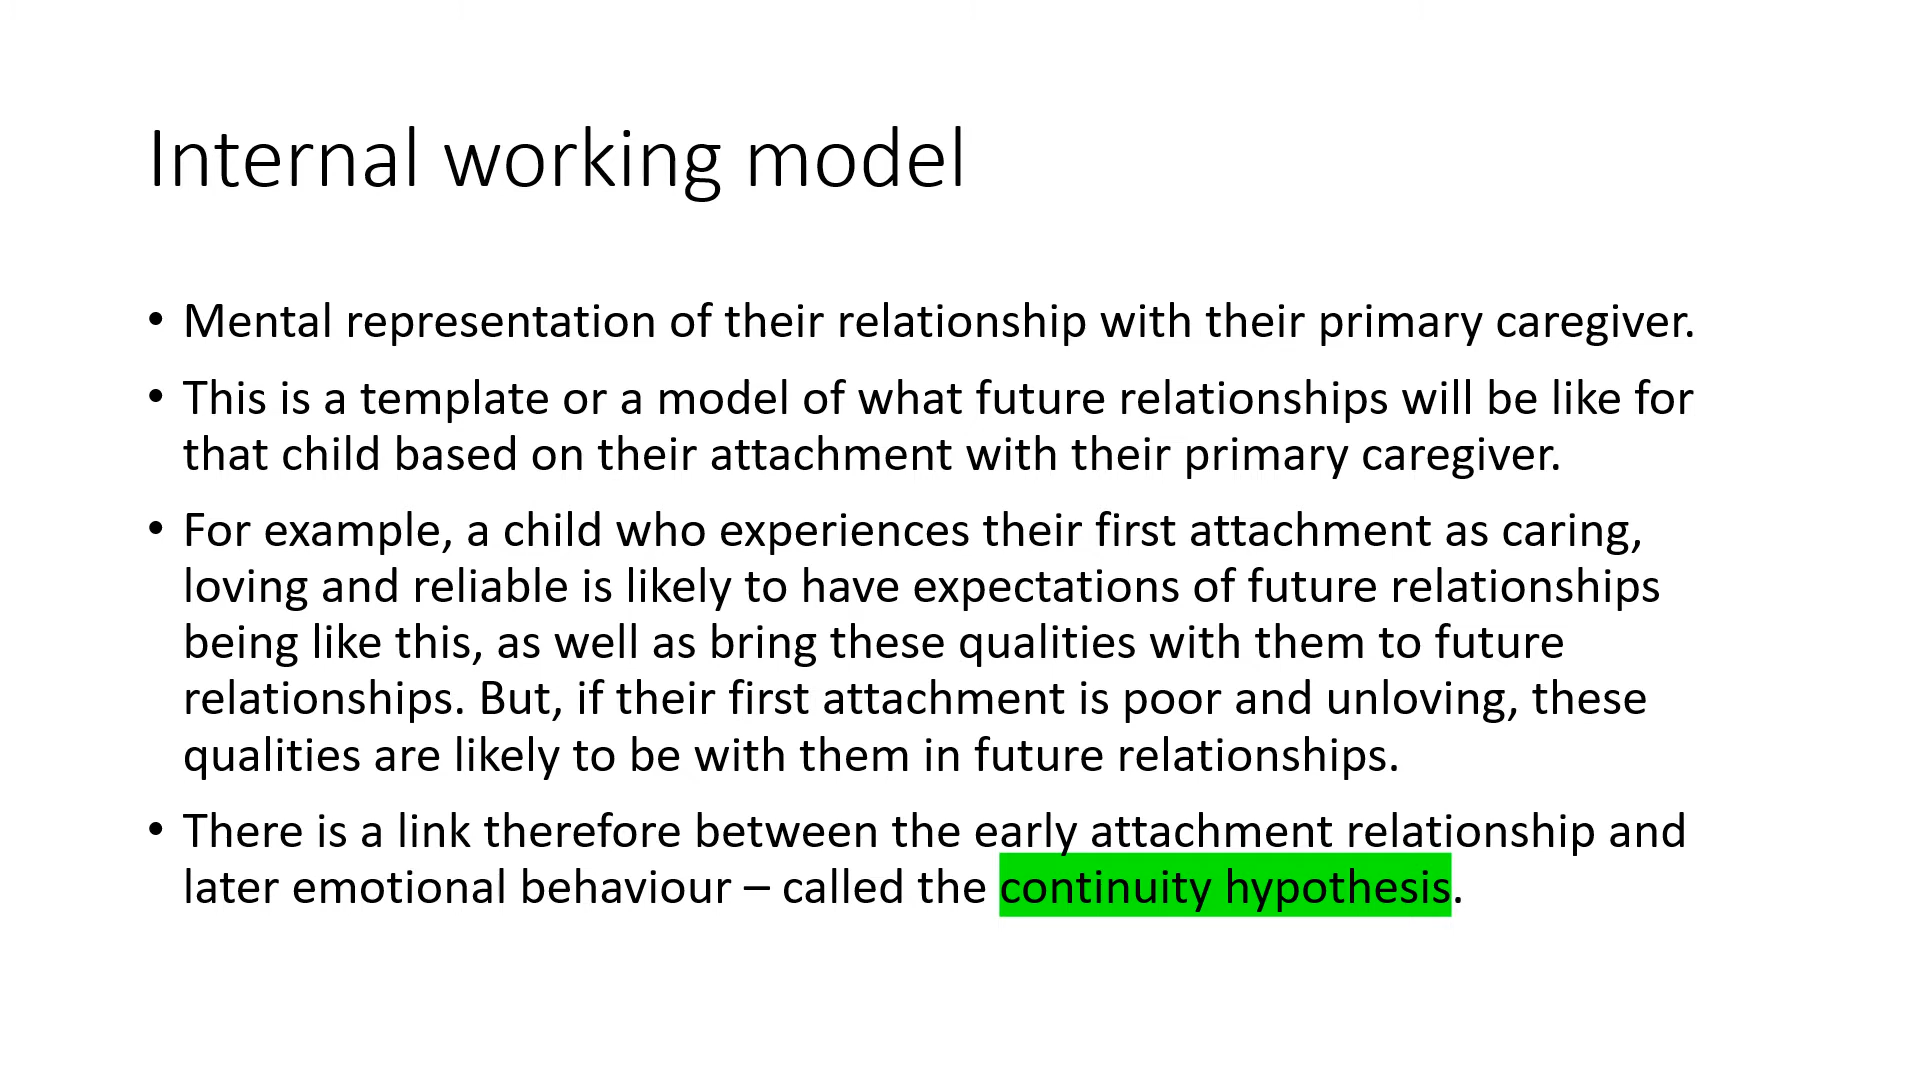 Internal working model
• Mental representation of their relationship with their primary caregiver.
• This is a template or a model of what future relationships will be like for
that child based on their attachment with their primary caregiver.
• For example, a child who experiences their first attachment as caring,
loving and reliable is likely to have expectations of future relationships
being like this, as well as bring these qualities with them to future
relationships. But, if their first attachment is poor and unloving, these
qualities are likely to be with them in future relationships.
• There is a link therefore between the early attachment relationship and
later emotional behaviour – called the continuity hypothesis.